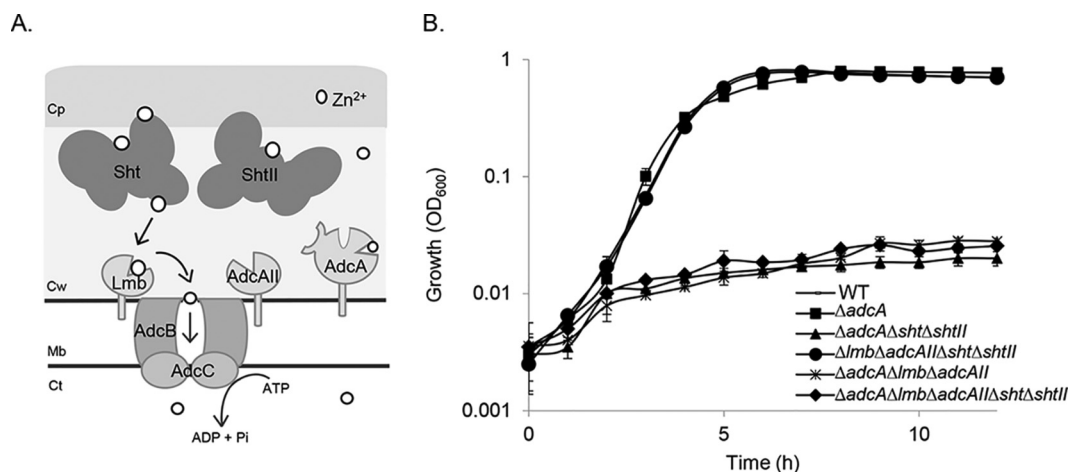 A.
Cp
Zn²⁺
Sht
ShtII
Lmb
AdcAII
AdcA
Cw
AdcB
Mb
AdcC
Ct
ATP
ADP + Pi
B.
Growth (OD₆₀₀)
1
0.1
0.01
0.001
0
5
10
Time (h)
WT
ΔadcA
ΔadcAΔshtΔshtII
ΔlmbΔadcAIIΔshtΔshtII
ΔadcAΔlmbΔadcAII
ΔadcAΔlmbΔadcAIIΔshtΔshtII